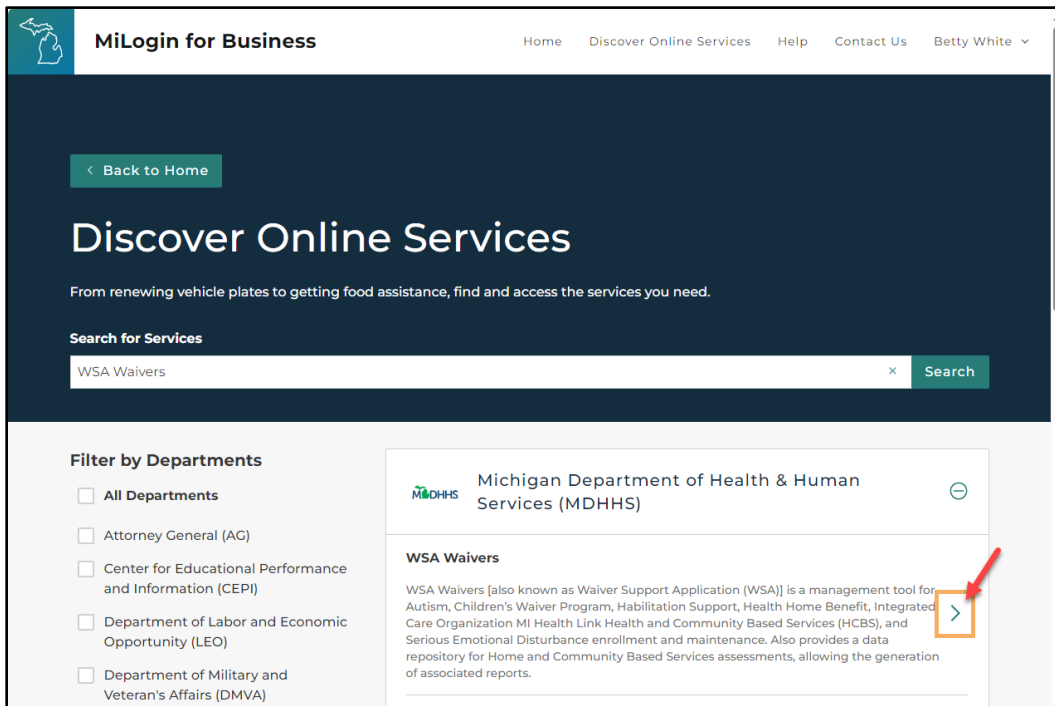 MiLogin for Business
Home Discover Online Services Help Contact Us Betty White
Back to Home
Discover Online Services
From renewing vehicle plates to getting food assistance, find and access the services you need.
Search for Services
WSA Waivers × Search
Filter by Departments
All Departments
Attorney General (AG)
Center for Educational Performance
and Information (CEPI)
Department of Labor and Economic
Opportunity (LEO)
Department of Military and
Veteran's Affairs (DMVA)
MDHHS
Michigan Department of Health & Human
Services (MDHHS)
WSA Waivers
WSA Waivers [also known as Waiver Support Application (WSA)] is a management tool for
Autism, Children's Waiver Program, Habilitation Support, Health Home Benefit, Integrated
Care Organization MI Health Link Health and Community Based Services (HCBS), and
Serious Emotional Disturbance enrollment and maintenance. Also provides a data
repository for Home and Community Based Services assessments, allowing the generation
of associated reports.